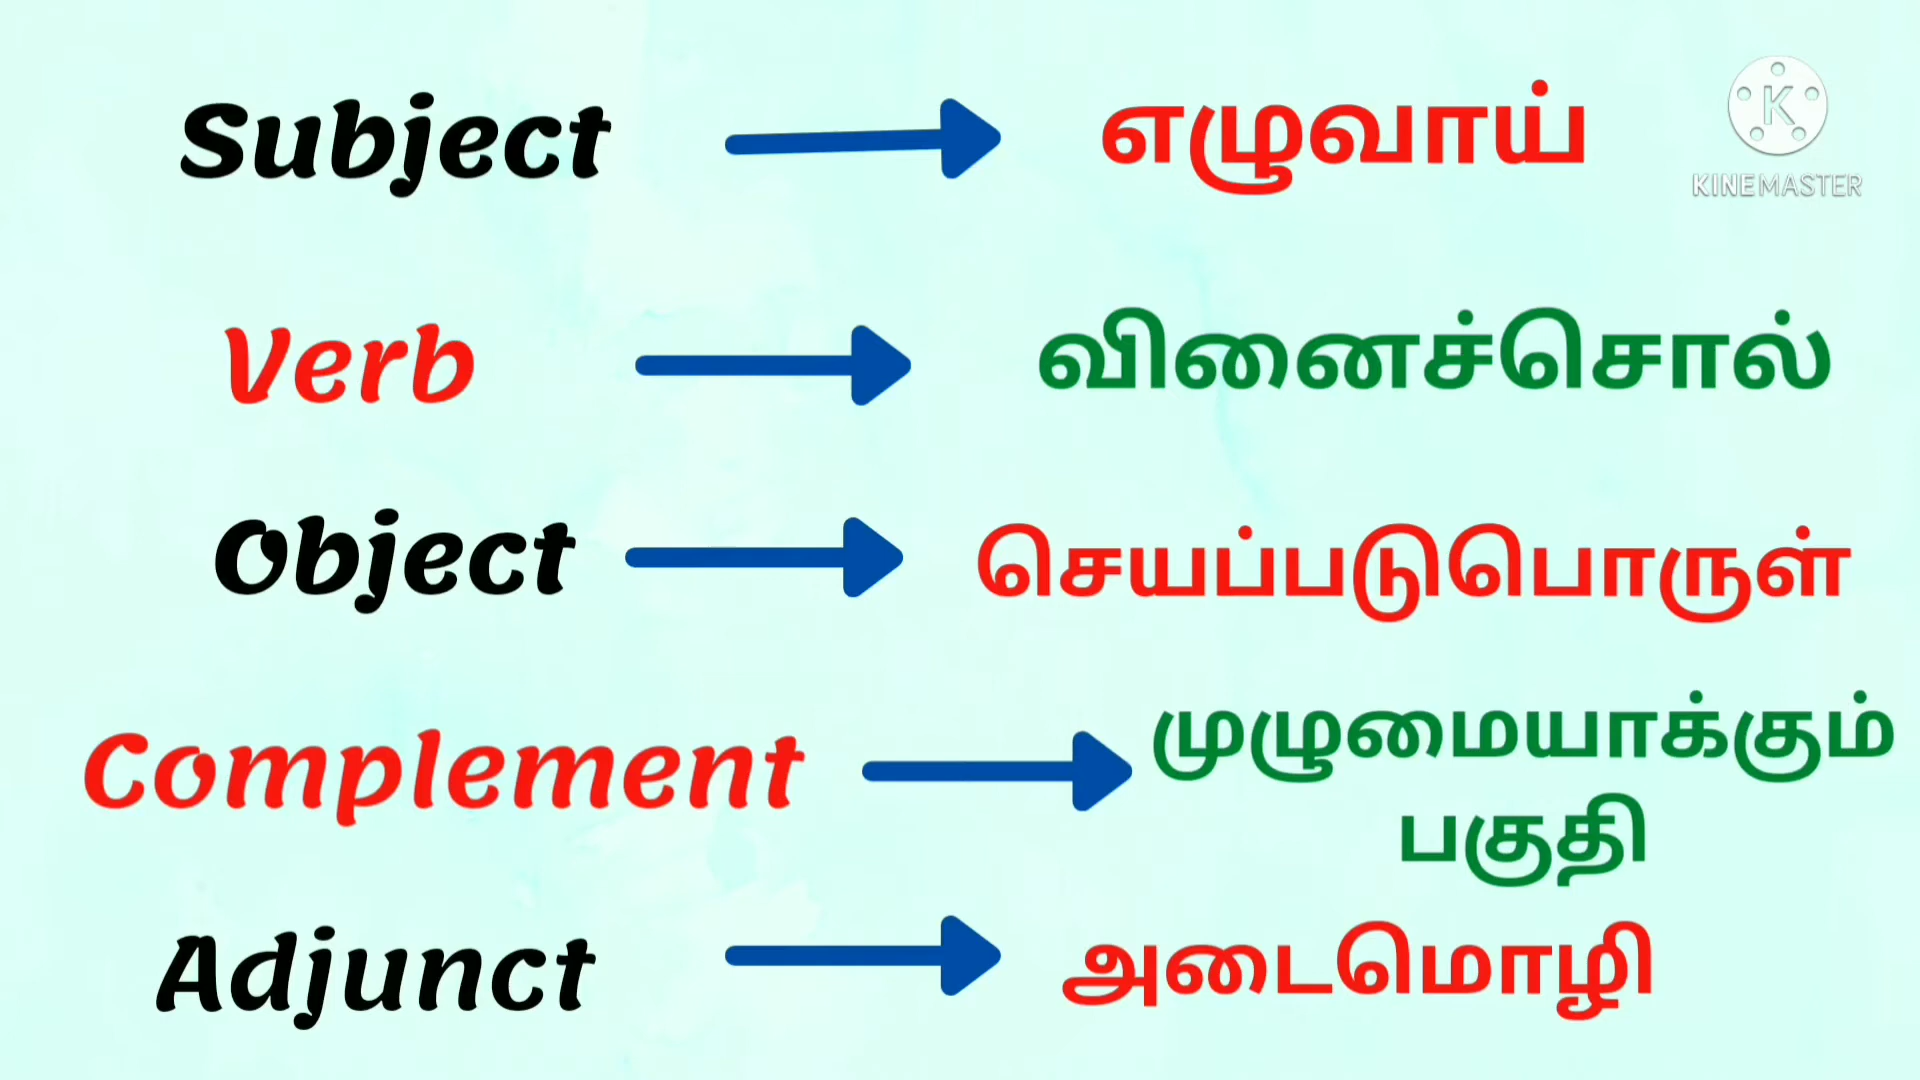 Subject எழுவாய்
KINEMASTER
Verb வினைச்சொல்
Object செயப்படுபொருள்
Complement முழுமையாக்கும்
பகுதி
Adjunct அடைமொழி